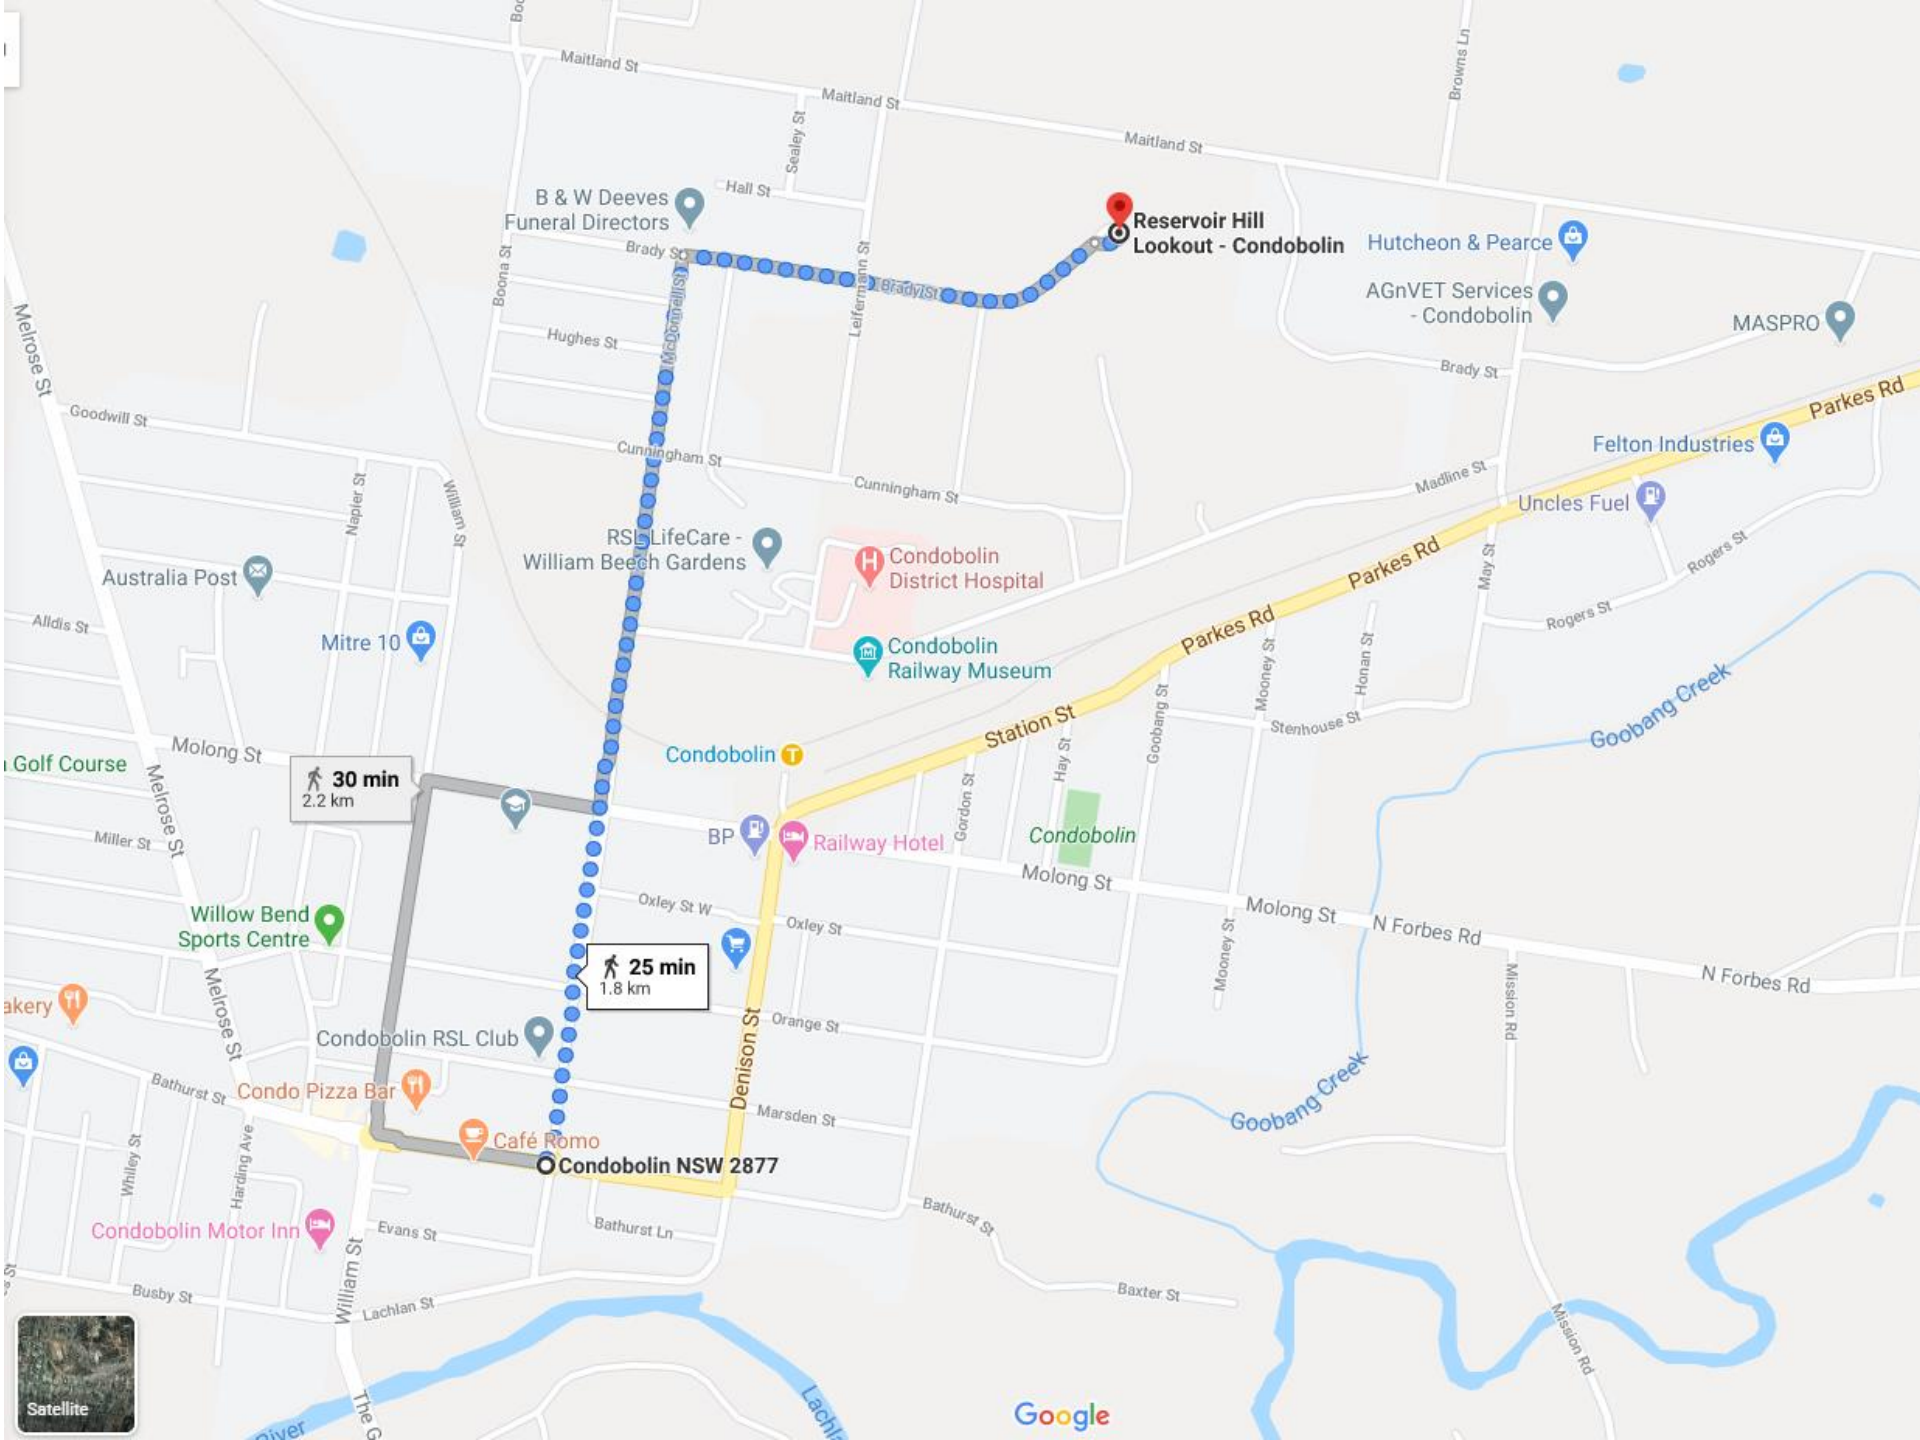 Maitland St
Maitland St
Maitland St
Browns Ln
Sealey St
Hall St
B & W Deeves
Funeral Directors
Reservoir Hill
Lookout - Condobolin
Hutcheon & Pearce
Brady St
Brady St
Boona St
McDonnell St
Leifermann St
AGnVET Services
- Condobolin
MASPRO
Melrose St
Hughes St
Brady St
Parkes Rd
Goodwill St
Cunningham St
Cunningham St
Madline St
Felton Industries
Uncles Fuel
Napier St
William St
RSL LifeCare -
William Beech Gardens
Condobolin
District Hospital
Parkes Rd
May St
Rogers St
Australia Post
Alldis St
Mitre 10
Condobolin
Railway Museum
Parkes Rd
Mooney St
Honan St
Rogers St
Goobang Creek
Molong St
Golf Course
30 min
2.2 km
Condobolin
Station St
Hay St
Goobang St
Stenhouse St
Melrose St
Miller St
BP
Railway Hotel
Gordon St
Condobolin
Molong St
Molong St
N Forbes Rd
N Forbes Rd
Willow Bend
Sports Centre
Oxley St W
Oxley St
Mooney St
Mission Rd
25 min
1.8 km
akery
Melrose St
Condobolin RSL Club
Orange St
Denison St
Bathurst St
Condo Pizza Bar
Marsden St
Goobang Creek
Café Romo
Condobolin NSW 2877
Whiley St
Harding Ave
Condobolin Motor Inn
Evans St
Bathurst Ln
Bathurst St
Busby St
William St
Lachlan St
Baxter St
Mission Rd
Satellite
River
The G
Lachl
Google